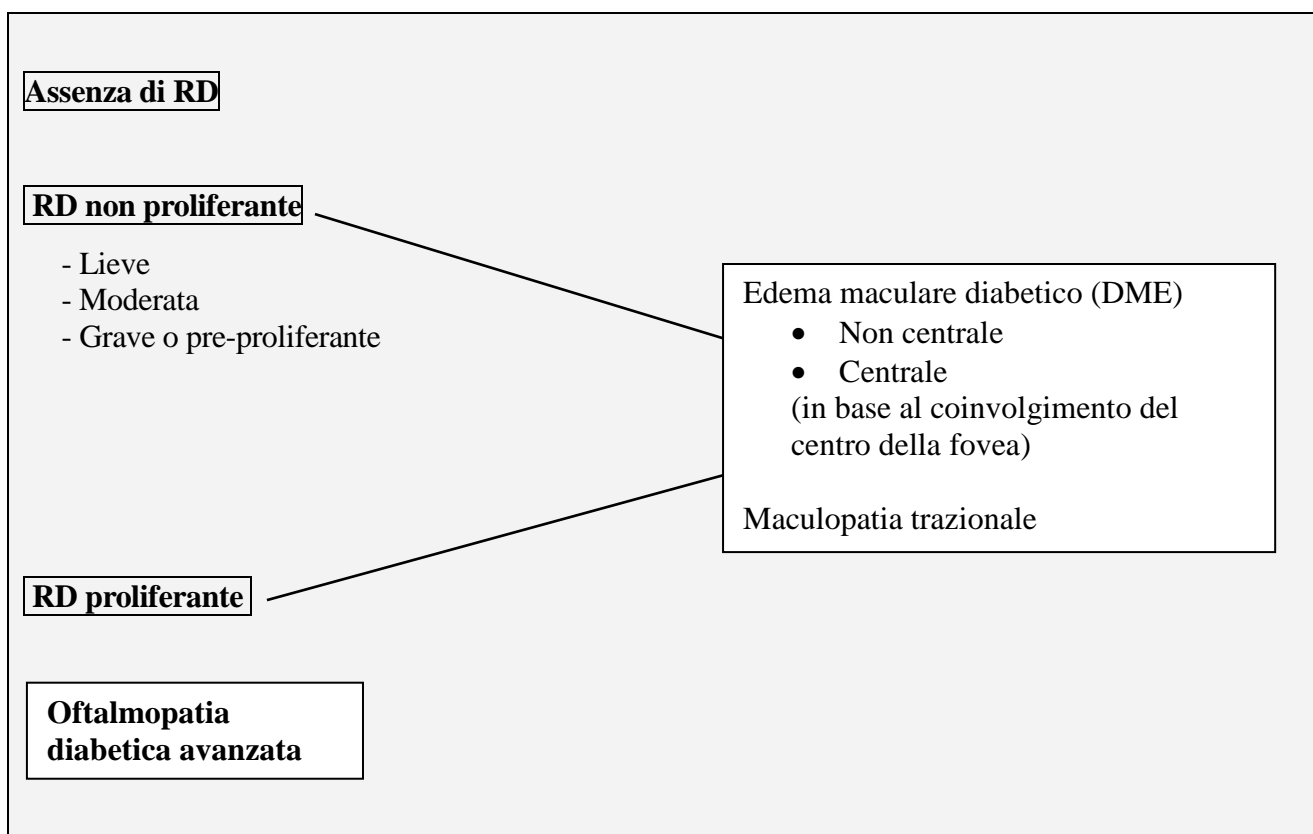 Assenza di RD
RD non proliferante
- Lieve
- Moderata
- Grave o pre-proliferante
Edema maculare diabetico (DME)
• Non centrale
• Centrale
(in base al coinvolgimento del
centro della fovea)
Maculopatia trazionale
RD proliferante
Oftalmopatia
diabetica avanzata